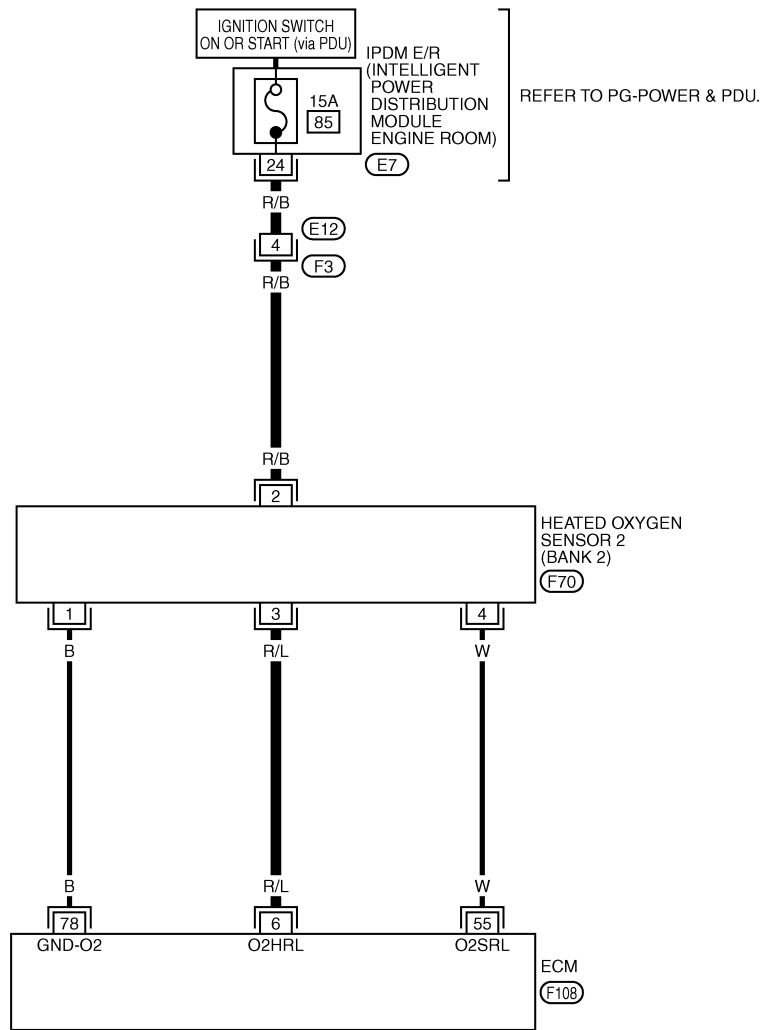 IGNITION SWITCH
ON OR START (via PDU)
IPDM E/R
(INTELLIGENT
POWER
DISTRIBUTION
MODULE
ENGINE ROOM)
REFER TO PG-POWER & PDU.
15A
85
24
E7
R/B
E12
4
F3
R/B
R/B
2
HEATED OXYGEN
SENSOR 2
(BANK 2)
F70
1
3
4
B
R/L
W
B
R/L
W
78
6
55
GND-O2
O2HRL
O2SRL
ECM
F108